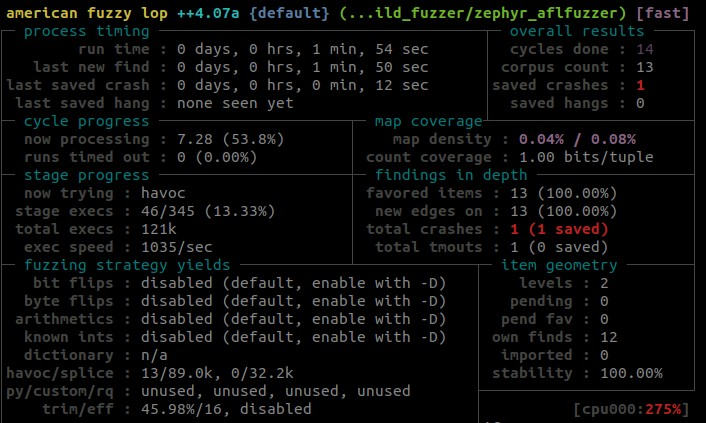 american fuzzy lop ++4.07a {default} (...ild_fuzzer/zephyr_aflfuzzer) [fast]
process timing overall results
run time : 0 days, 0 hrs, 1 min, 54 sec cycles done : 14
last new find : 0 days, 0 hrs, 1 min, 50 sec corpus count : 13
last saved crash : 0 days, 0 hrs, 0 min, 12 sec saved crashes : 1
last saved hang : none seen yet saved hangs : 0
cycle progress map coverage
now processing : 7.28 (53.8%) map density : 0.04% / 0.08%
runs timed out : 0 (0.00%) count coverage : 1.00 bits/tuple
stage progress findings in depth
now trying : havoc favored items : 13 (100.00%)
stage execs : 46/345 (13.33%) new edges on : 13 (100.00%)
total execs : 121k total crashes : 1 (1 saved)
exec speed : 1035/sec total tmouts : 1 (0 saved)
fuzzing strategy yields item geometry
bit flips : disabled (default, enable with -D) levels : 2
byte flips : disabled (default, enable with -D) pending : 0
arithmetics : disabled (default, enable with -D) pend fav : 0
known ints : disabled (default, enable with -D) own finds : 12
dictionary : n/a imported : 0
havoc/splice : 13/89.0k, 0/32.2k stability : 100.00%
py/custom/rq : unused, unused, unused, unused
trim/eff : 45.98%/16, disabled [cpu000:275%]